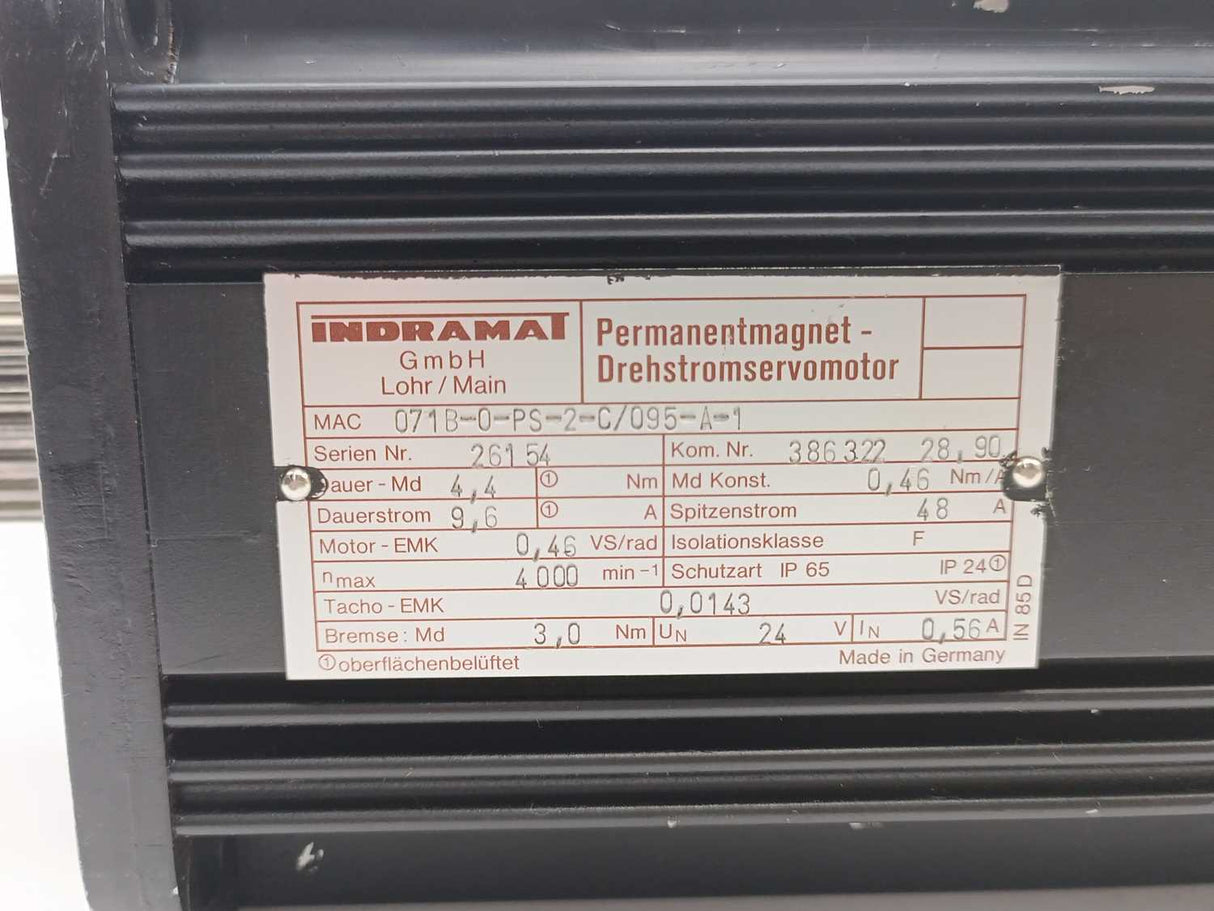 INDRAMAT
GmbH
Lohr / Main
Permanentmagnet -
Drehstromservomotor
MAC 071B-0-PS-2-C/095-A-1
Serien Nr. 26154 Kom. Nr. 386322 28,90
Dauer - Md 4,4 ① Nm Md Konst. 0,46 Nm/A
Dauerstrom 9,6 ① A Spitzenstrom 48 A
Motor - EMK 0,46 VS/rad Isolationsklasse F
nmax 4000 min -1 Schutzart IP 65 IP 24①
Tacho - EMK 0,0143 VS/rad
Bremse : Md 3,0 Nm UN 24 V IN 0,56 A
①oberflächenbelüftet Made in Germany
IN 85D